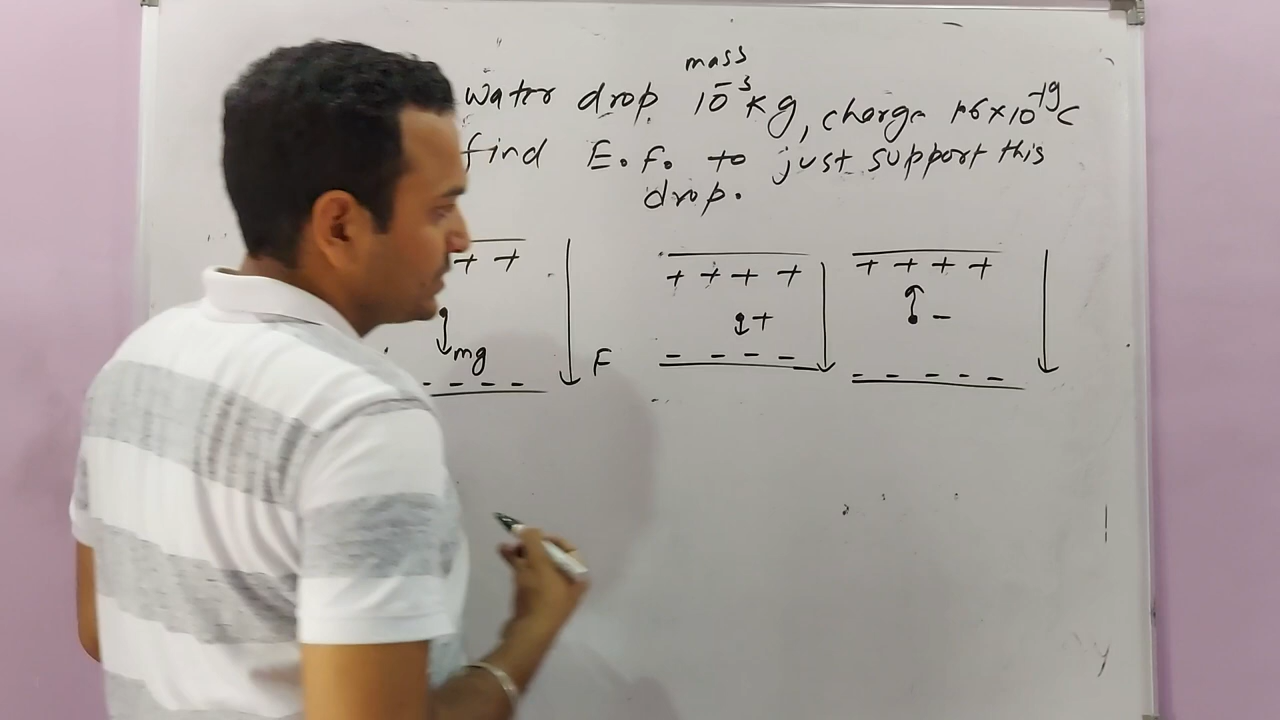 mass
water drop 10⁻³ Kg, charge 1.6×10⁻¹⁹ C
find E.F. to just support this
drop.
+ +
+ + + +
+ + + +
+
-
mg
F
- - - -
- - - -
- - - - -